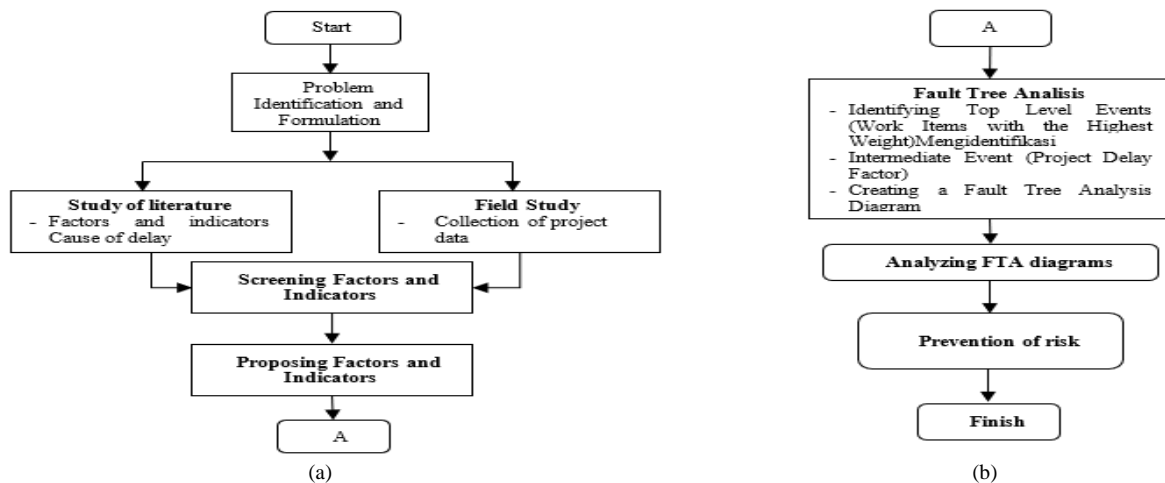 Start
Problem
Identification and
Formulation
Study of literature
- Factors and indicators
Cause of delay
Field Study
- Collection of project
data
Screening Factors and
Indicators
Proposing Factors and
Indicators
A
(a)
A
Fault Tree Analisis
- Identifying Top Level Events
(Work Items with the Highest
Weight)Mengidentifikasi
- Intermediate Event (Project Delay
Factor)
- Creating a Fault Tree Analysis
Diagram
Analyzing FTA diagrams
Prevention of risk
Finish
(b)